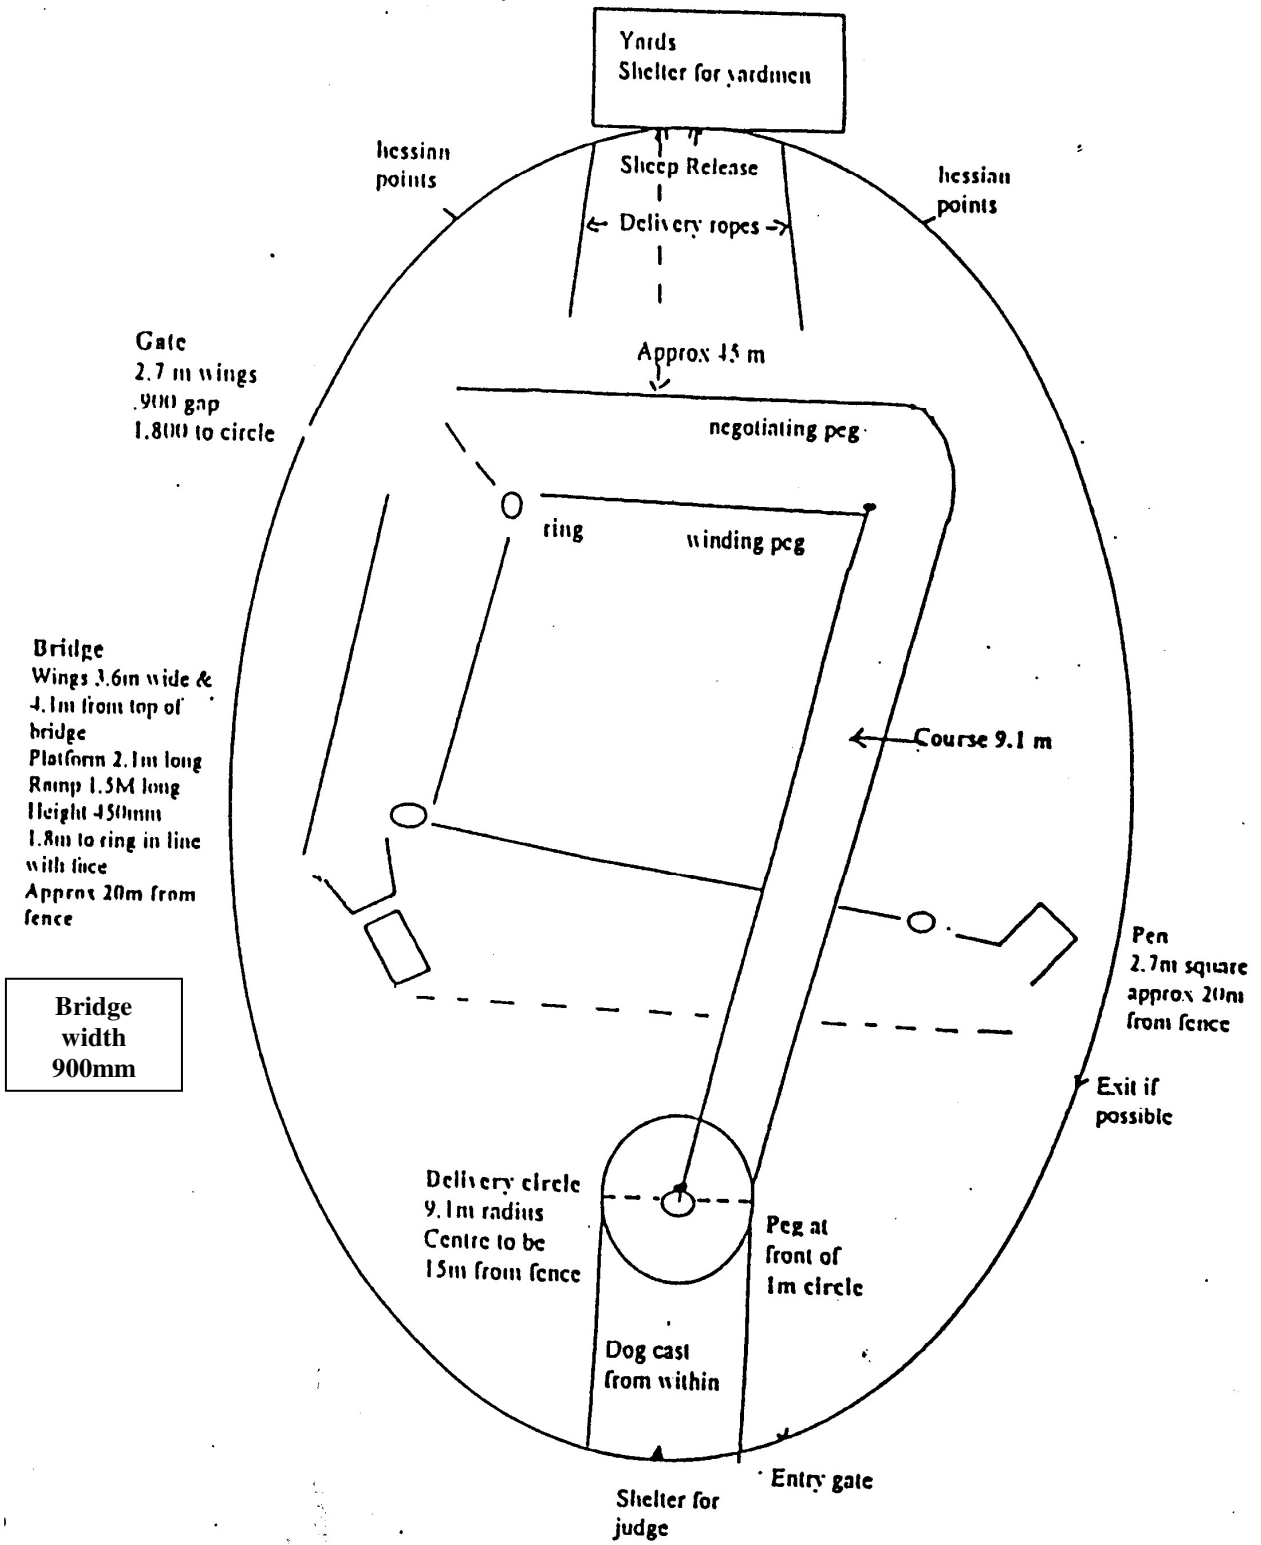 Yards
Shelter for yardmen
hessian
points
Sheep Release
hessian
points
Delivery ropes
Gate
2.7 m wings
.900 gap
1.800 to circle
Approx 45 m
negotiating peg
ring
winding peg
Bridge
Wings 3.6m wide &
4.1m from top of
bridge
Platform 2.1m long
Ramp 1.5M long
Height 450mm
1.8m to ring in line
with face
Approx 20m from
fence
Course 9.1 m
Pen
2.7m square
approx 20m
from fence
Bridge
width
900mm
Exit if
possible
Delivery circle
9.1m radius
Centre to be
15m from fence
Peg at
front of
1m circle
Dog cast
from within
Entry gate
Shelter for
judge